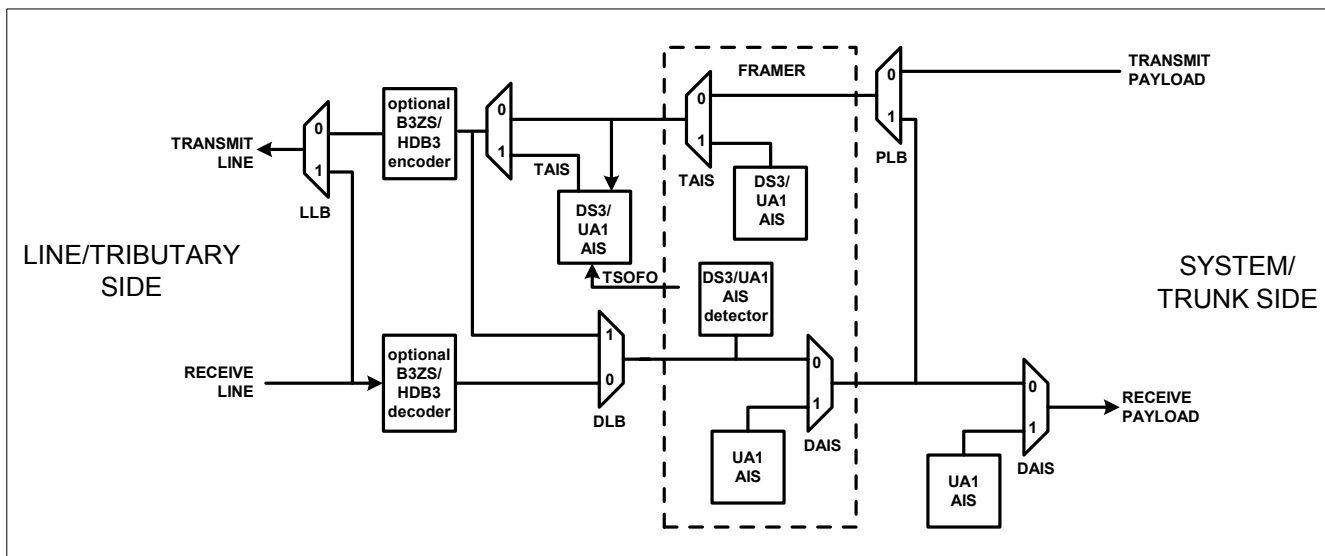 FRAMER
TRANSMIT
PAYLOAD
0
1
PLB
0
1
TAIS
DS3/
UA1
AIS
0
1
TAIS
DS3/
UA1
AIS
TSOFO
optional
B3ZS/
HDB3
encoder
0
1
LLB
TRANSMIT
LINE
LINE/TRIBUTARY
SIDE
SYSTEM/
TRUNK SIDE
DS3/UA1
AIS
detector
RECEIVE
LINE
optional
B3ZS/
HDB3
decoder
1
0
DLB
0
1
DAIS
UA1
AIS
0
1
DAIS
UA1
AIS
RECEIVE
PAYLOAD